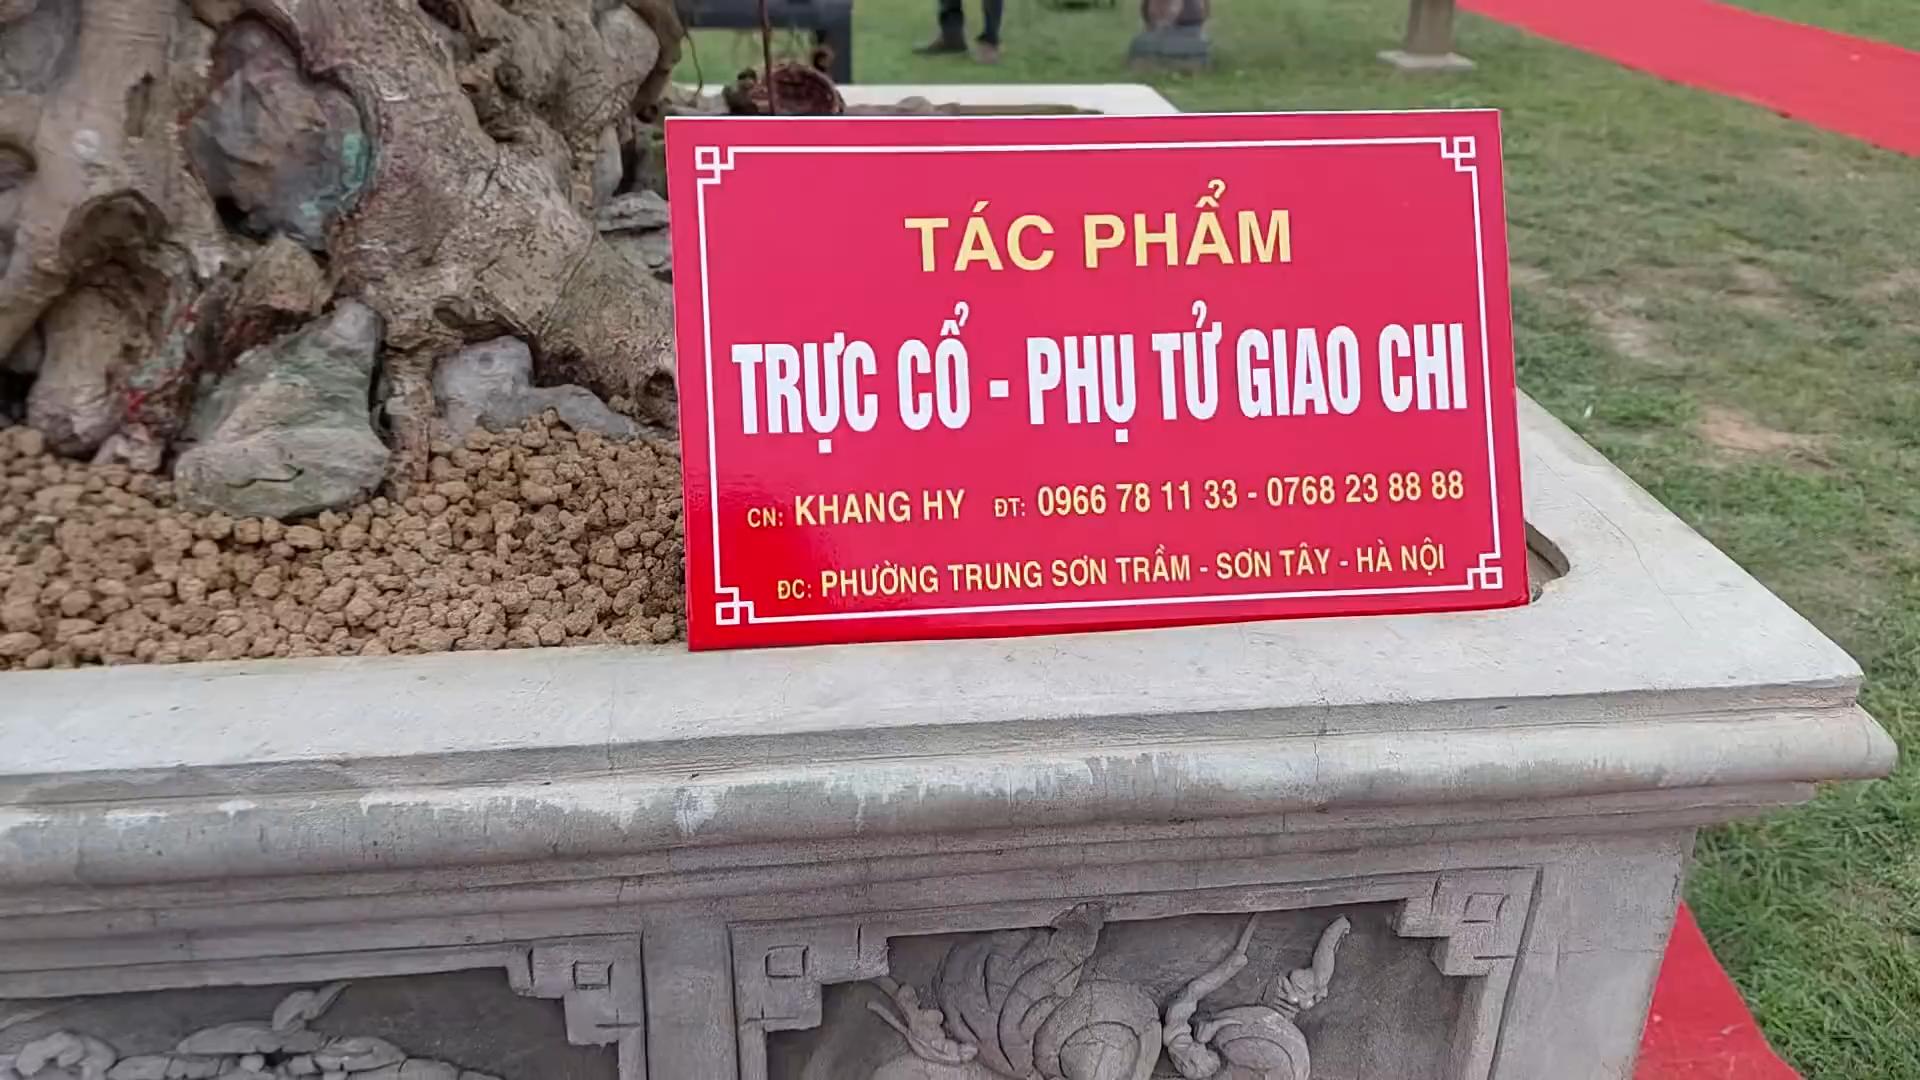 TÁC PHẨM
TRỰC CỔ - PHỤ TỬ GIAO CHI
CN: KHANG HY ĐT: 0966 78 11 33 - 0768 23 88 88
ĐC: PHƯỜNG TRUNG SƠN TRẦM - SƠN TÂY - HÀ NỘI